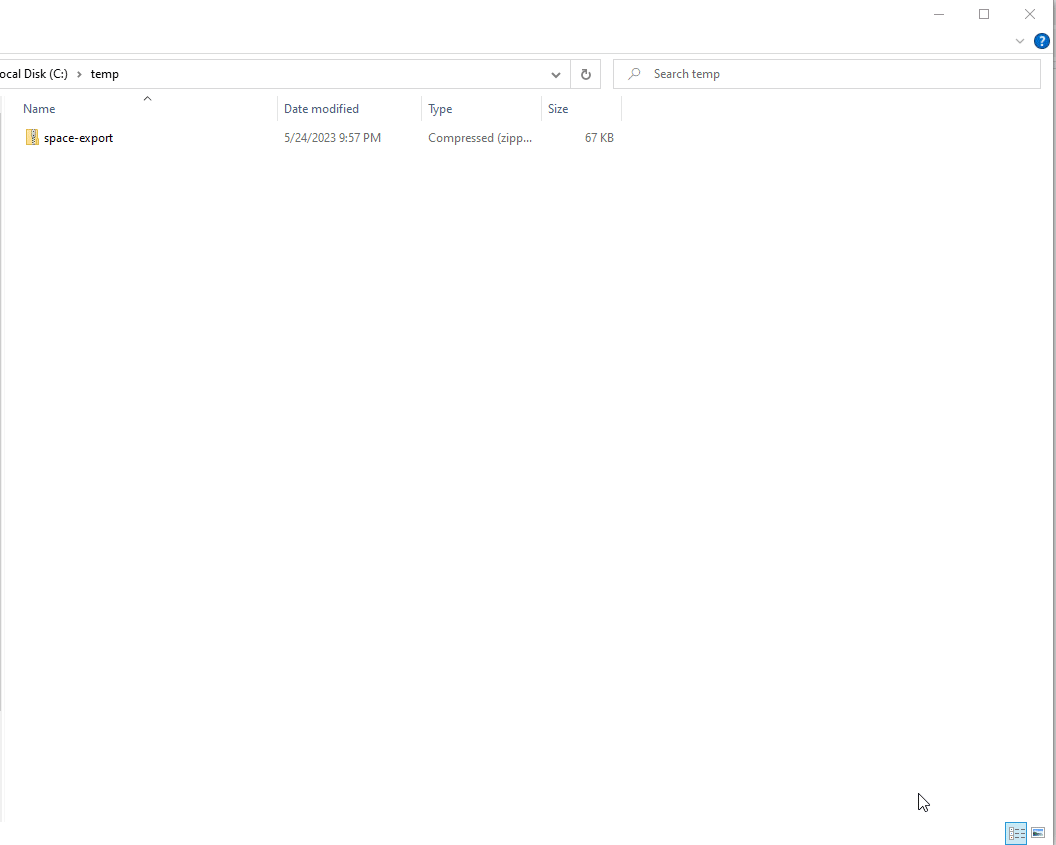 ?
ocal Disk (C:) > temp
Search temp
Name Date modified Type Size
space-export 5/24/2023 9:57 PM Compressed (zipp... 67 KB